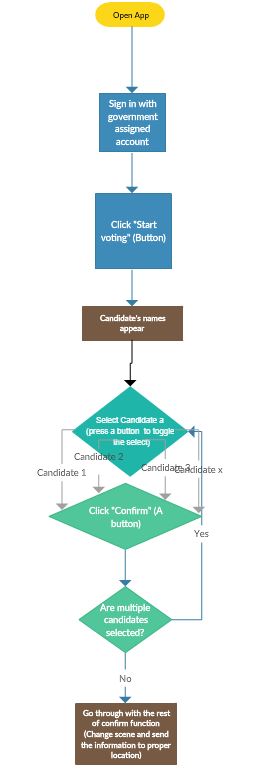 Open App
Sign in with
government
assigned
account
Click "Start
voting" (Button)
Candidate's names
appear
Select Candidate a
(press a button to toggle
the select)
Candidate 2
Candidate 3
Candidate x
Candidate 1
Click "Confirm" (A
button)
Yes
Are multiple
candidates
selected?
No
Go through with the rest
of confirm function
(Change scene and send
the information to proper
location)